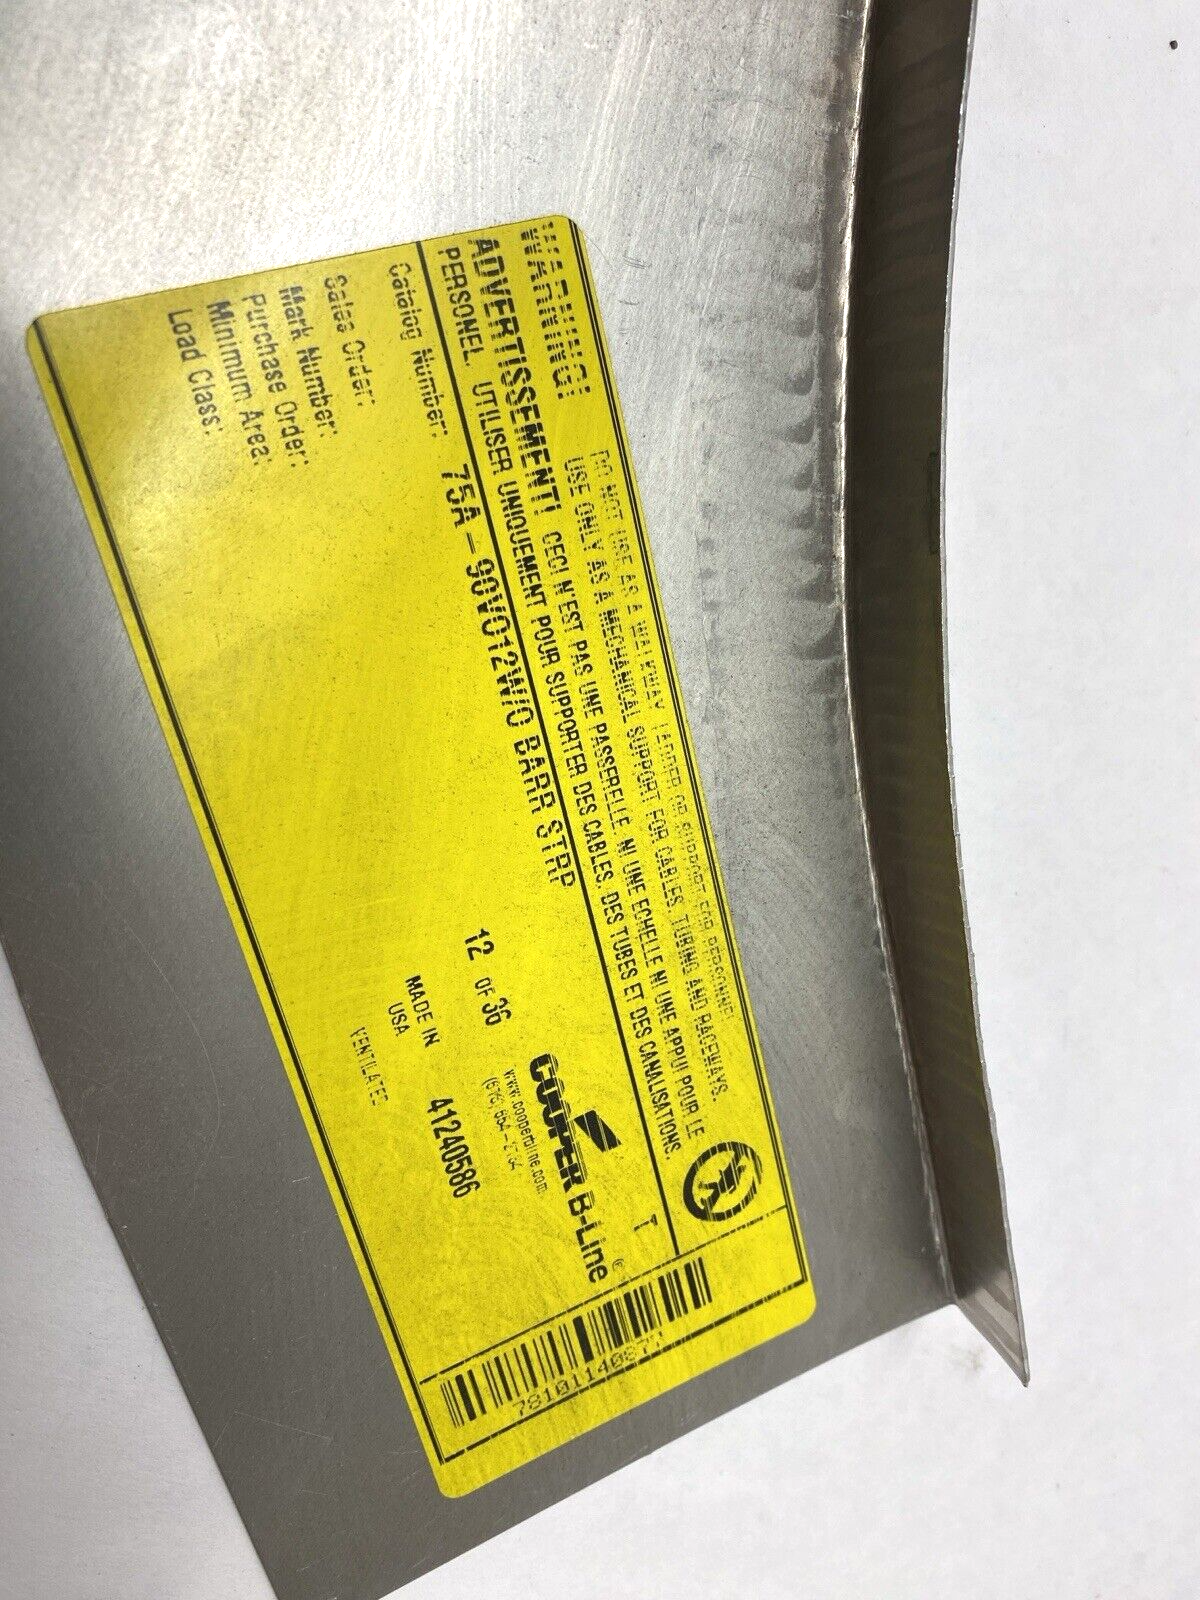 WARNING! DO NOT USE AS A WALKWAY, LADDER OR SUPPORT FOR PERSONNEL.
USE ONLY AS A MECHANICAL SUPPORT FOR CABLES, TUBING AND RACEWAYS.
ADVERTISSEMENT! CECI N'EST PAS UNE PASSERELLE, NI UNE ECHELLE NI UNE APPUI POUR LE
PERSONEL. UTILISER UNIQUEMENT POUR SUPPORTER DES CABLES, DES TUBES ET DES CANALISATIONS.
T
Catalog Number: 75A-90VO12W/O BARR STRP
COOPER B-Line®
www.cooperbline.com
12 OF 36
Sales Order:
Mark Number:
Purchase Order:
Minimum Area:
Load Class:
MADE IN
USA
41240586
VENTILATED